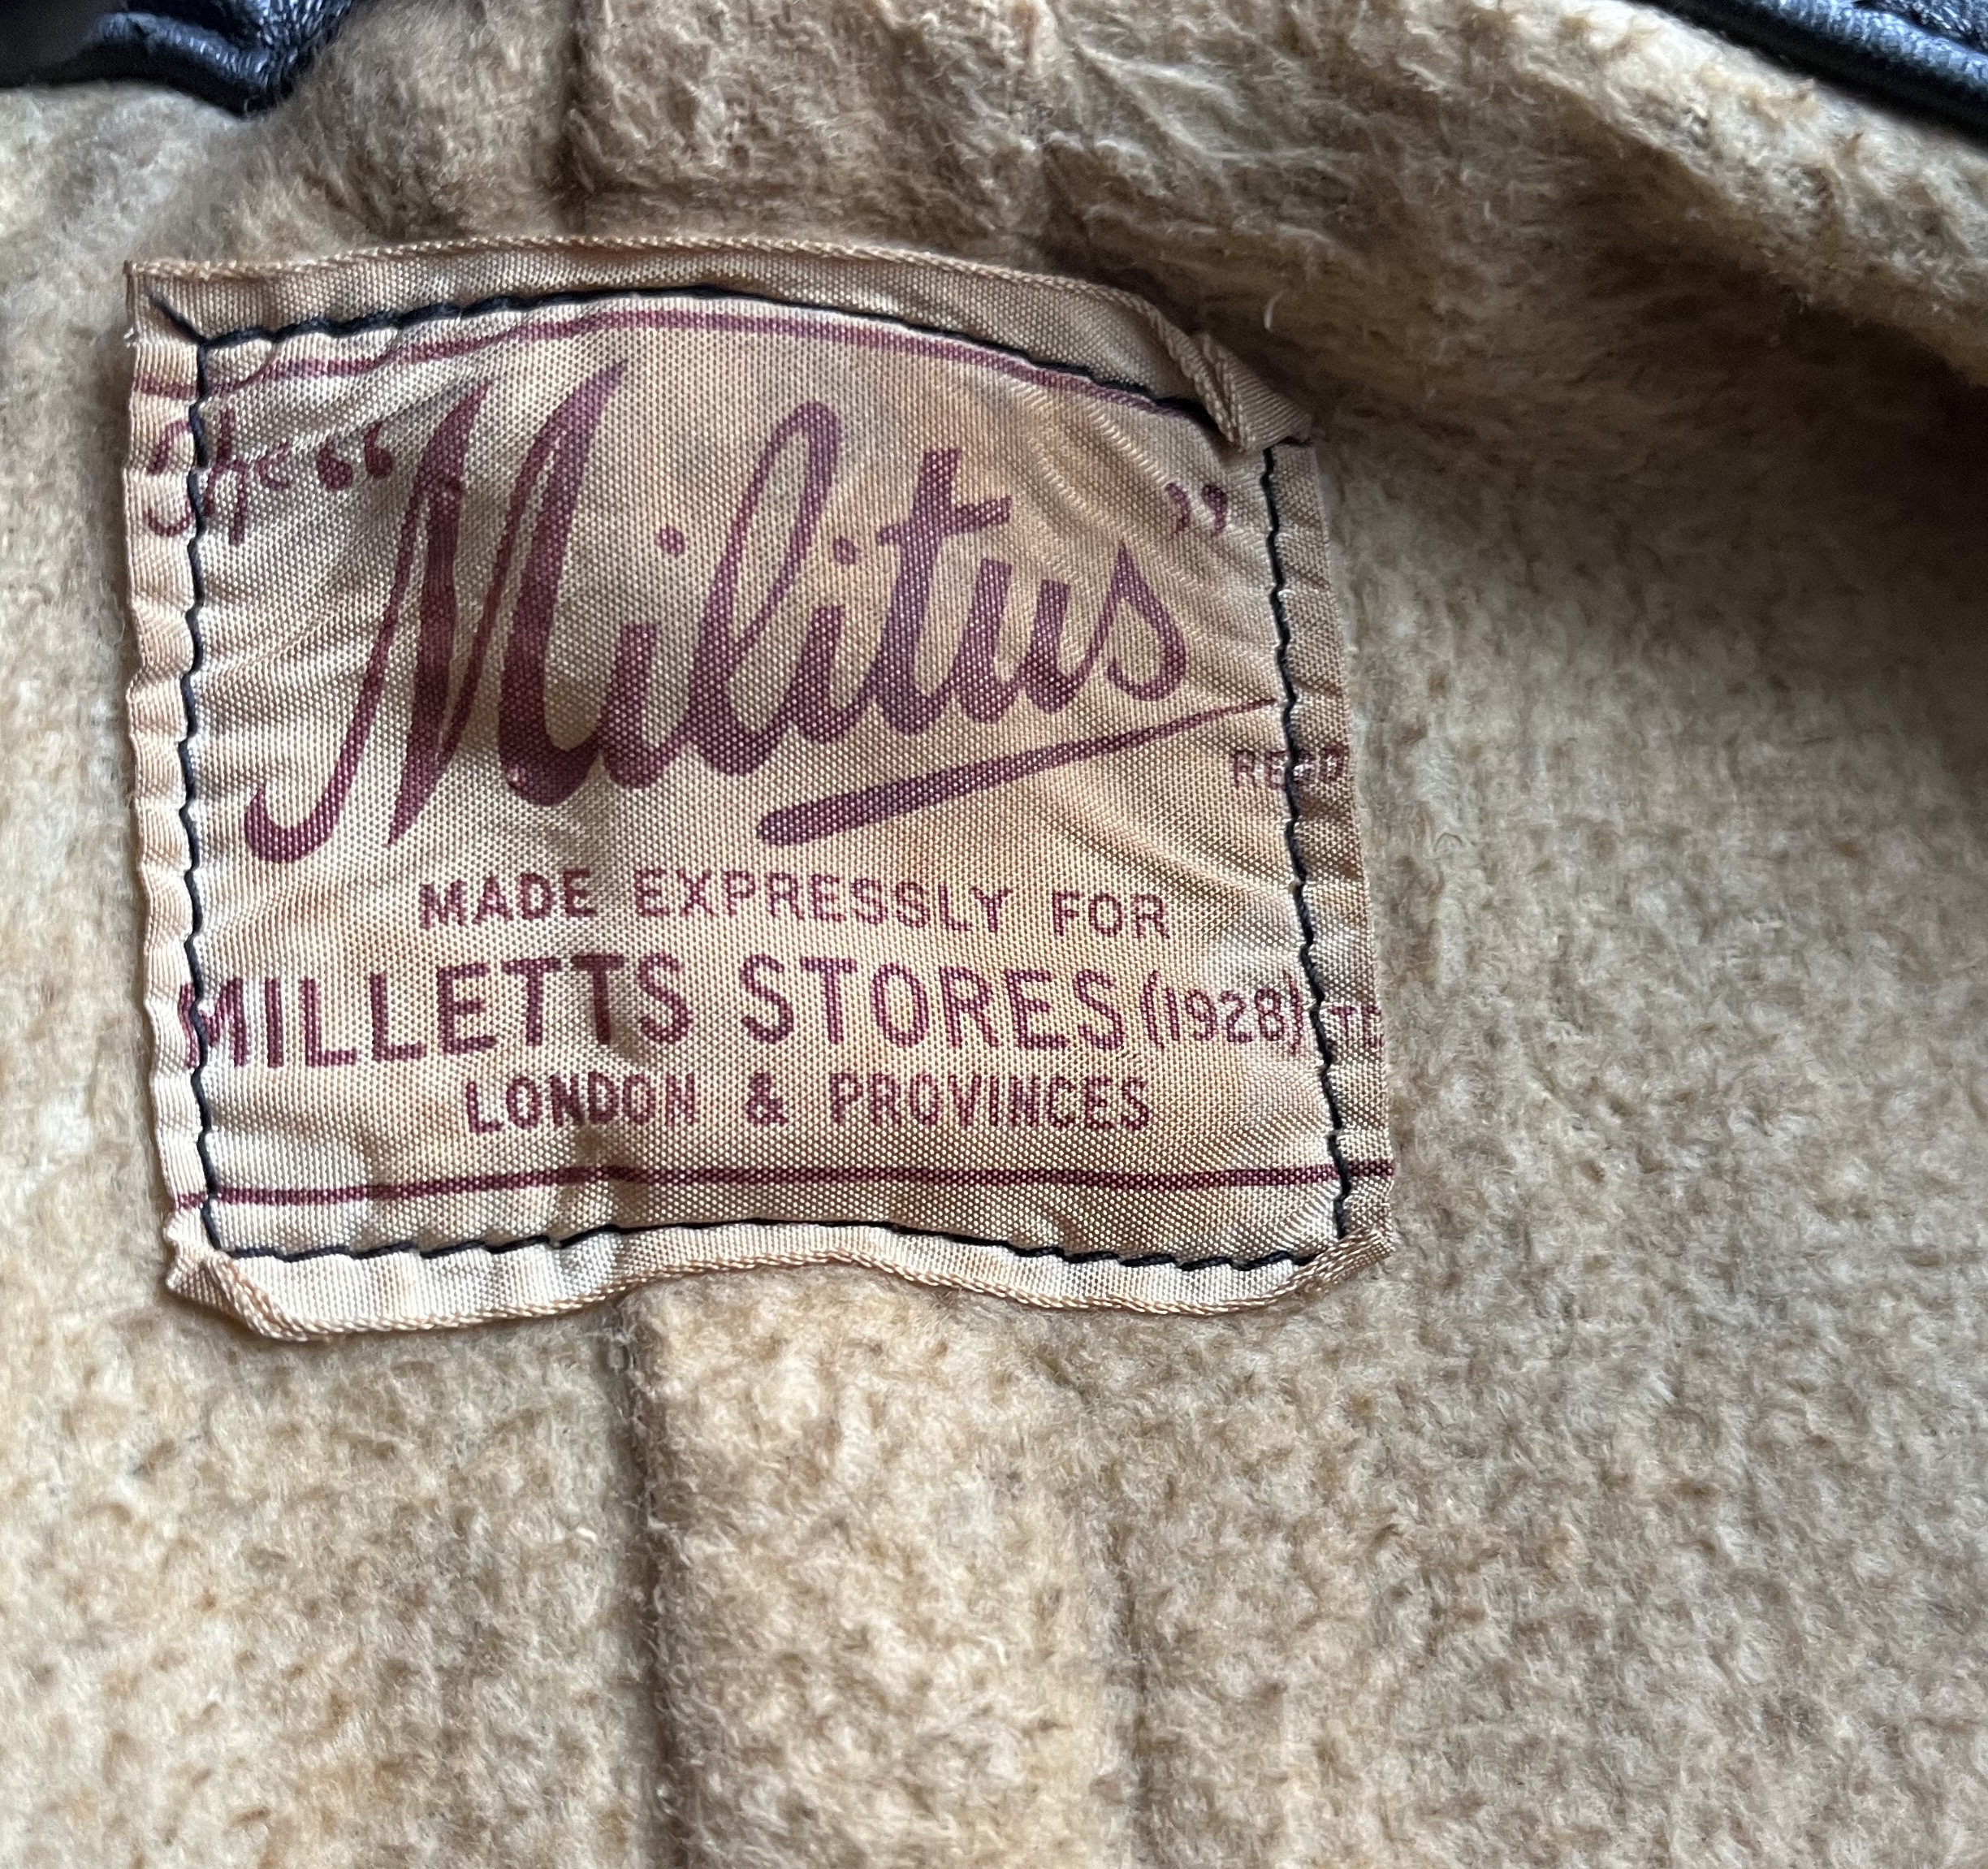 The "Militus"
REGD
MADE EXPRESSLY FOR
MILLETTS STORES (1928) LTD
LONDON & PROVINCES